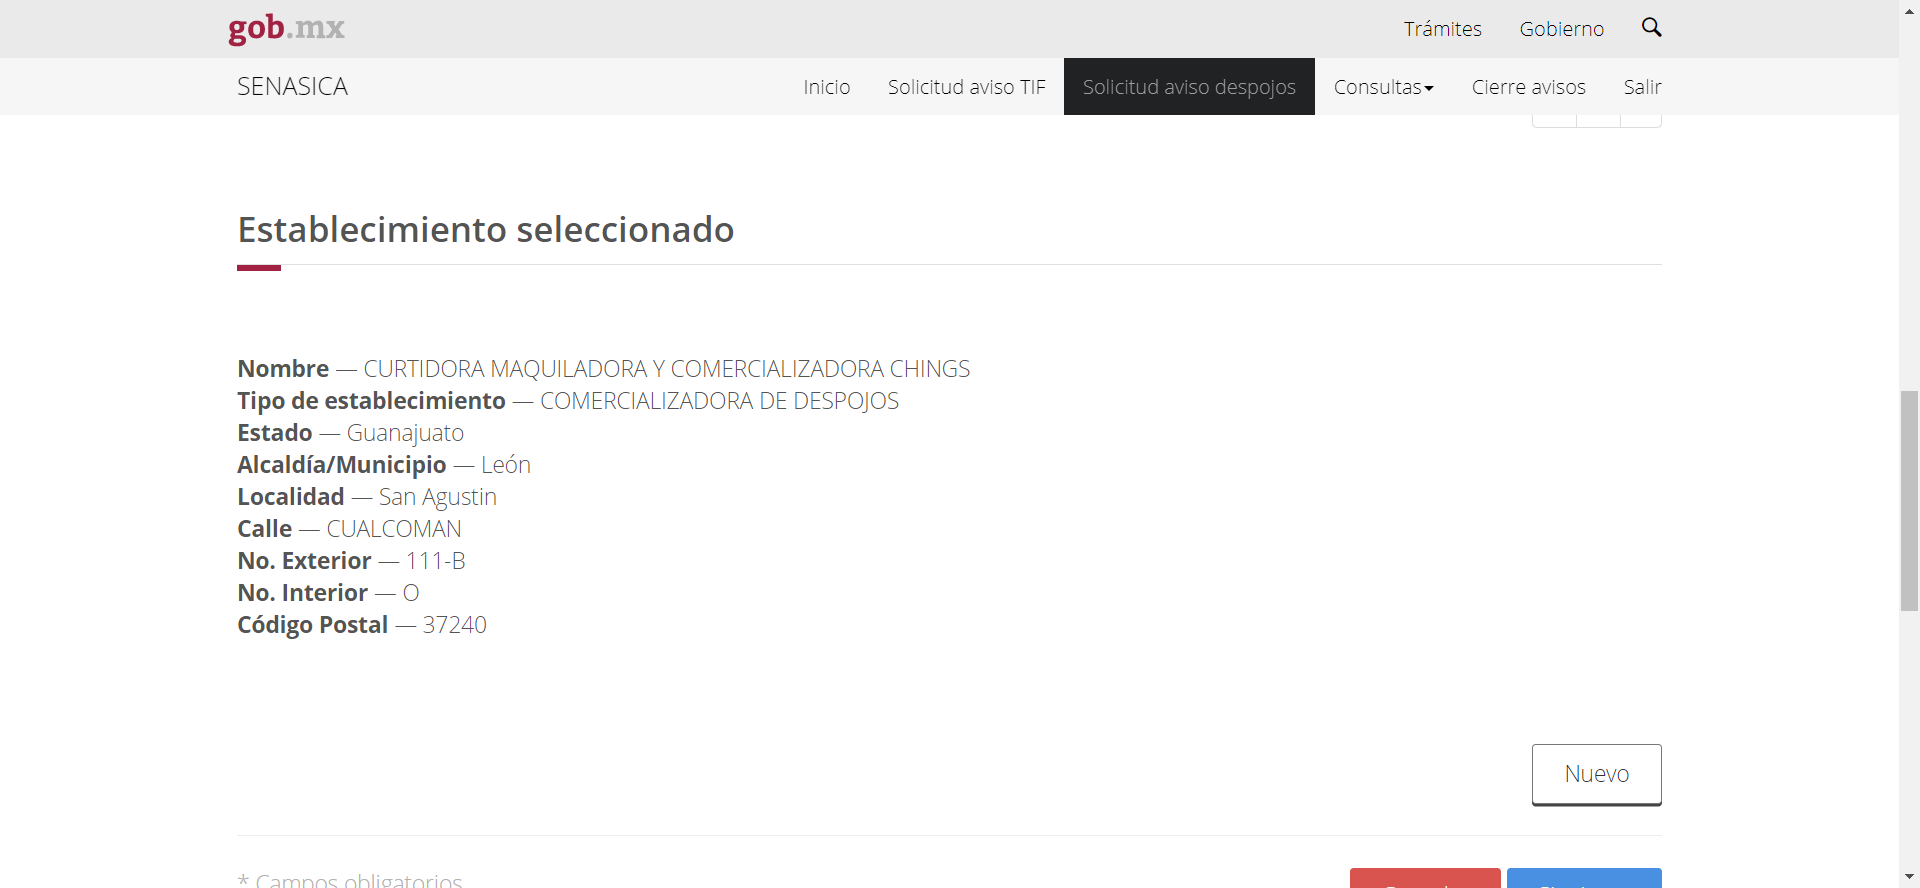 gob.mx
Trámites
Gobierno
SENASICA
Inicio
Solicitud aviso TIF
Solicitud aviso despojos
Consultas
Cierre avisos
Salir
Establecimiento seleccionado
Nombre — CURTIDORA MAQUILADORA Y COMERCIALIZADORA CHINGS
Tipo de establecimiento — COMERCIALIZADORA DE DESPOJOS
Estado — Guanajuato
Alcaldía/Municipio — León
Localidad — San Agustin
Calle — CUALCOMAN
No. Exterior — 111-B
No. Interior — O
Código Postal — 37240
Nuevo
* Campos obligatorios